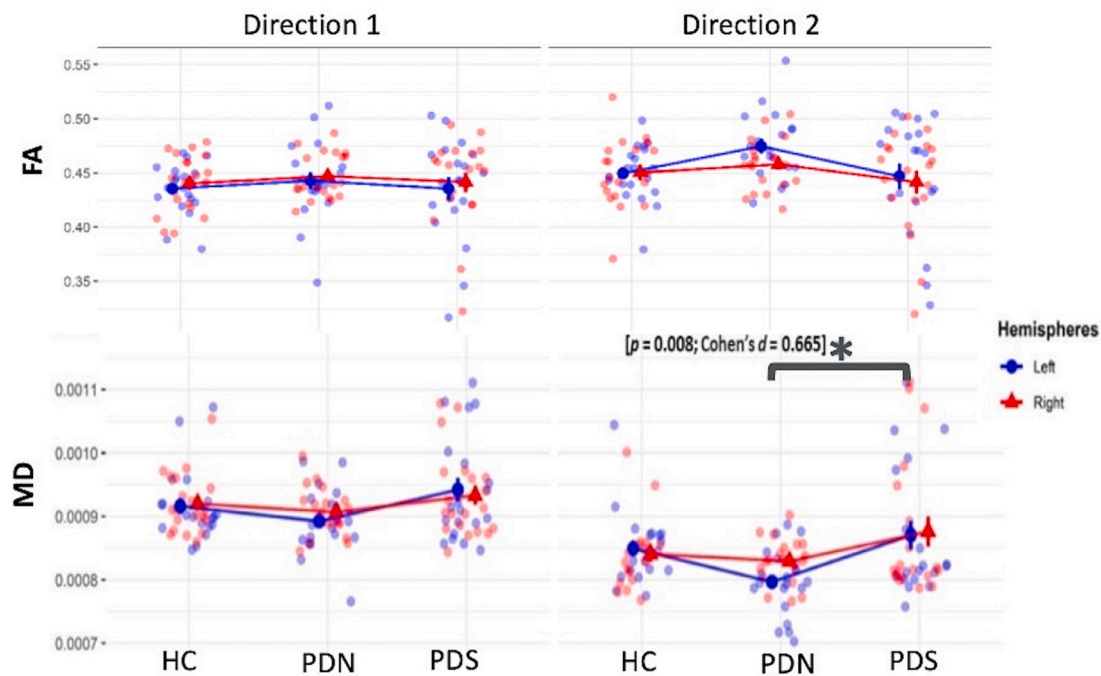 Direction 1
Direction 2
FA
0.55
0.50
0.45
0.40
0.35
[p = 0.008; Cohen's d = 0.665] *
MD
0.0011
0.0010
0.0009
0.0008
0.0007
HC
PDN
PDS
HC
PDN
PDS
Hemispheres
Left
Right